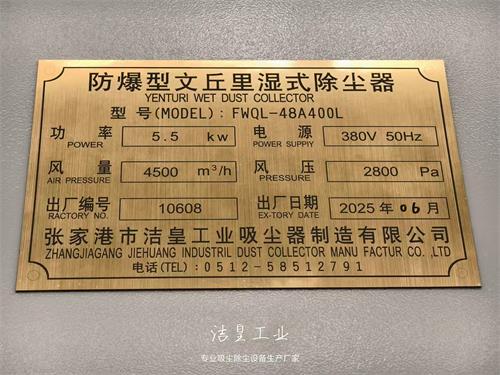 防爆型文丘里湿式除尘器
YENTURI WET DUST COLLECTOR
型 号(MODEL): FWQL-48A400L
功 率 5.5 kw 电 源 380V 50Hz
POWER POWER SUPPIY
风 量 4500 m³/h 风 压 2800 Pa
AIR PRESSURE PRESSURE
出厂编号 10608 出厂日期 2025 年 06 月
RACTORY NO. EX-TORY DATE
张家港市洁皇工业吸尘器制造有限公司
ZHANGJIAGANG JIEHUANG INDUSTRIL DUST COLLECTOR MANU FACTUR CO.,LTD
电话(TEL):0512-58512791
洁皇工业
专业吸尘除尘设备生产厂家